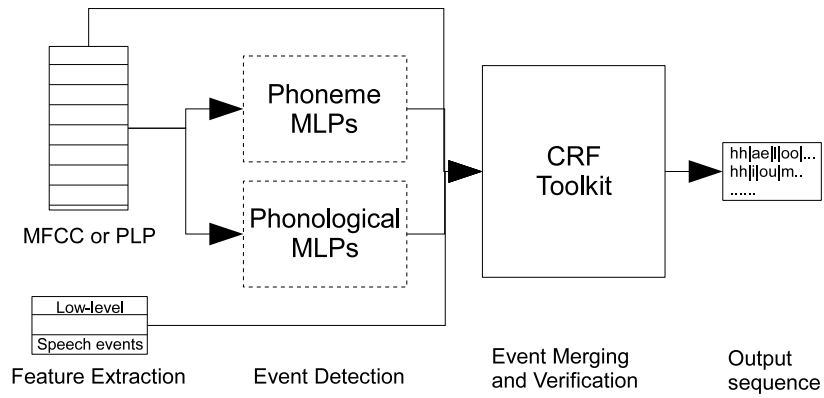 Phoneme
MLPs
Phonological
MLPs
CRF
Toolkit
hh|ae|l|oo|...
hh|i|ou|m..
......
MFCC or PLP
Low-level
Speech events
Feature Extraction
Event Detection
Event Merging
and Verification
Output
sequence